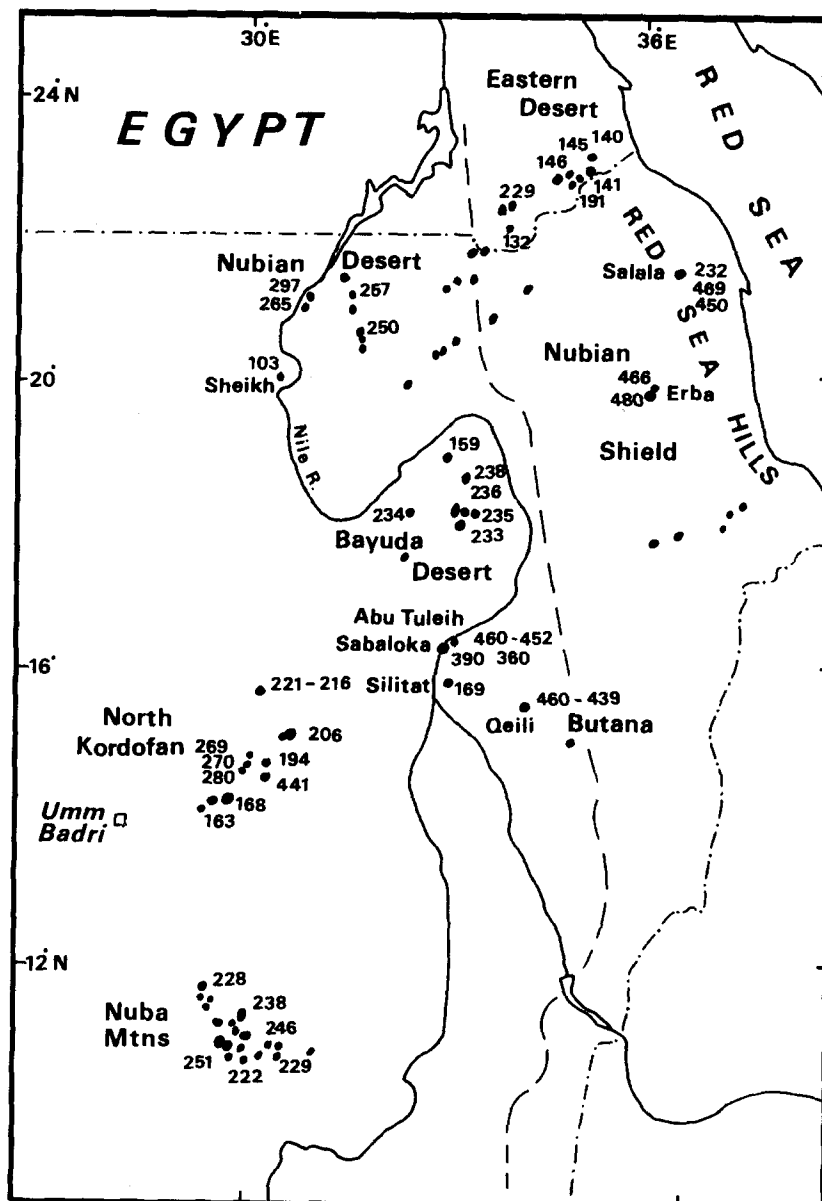 30E
36E
24 N
EGYPT
Eastern
Desert
RED SEA
145 140
146
141
191
229
132
RED SEA HILLS
Nubian Desert
297
265
257
250
Salala
232
469
450
103
Sheikh
20
Nubian
466
480
Erba
Shield
Nile R.
159
238
236
234
235
233
Bayuda
Desert
Abu Tuleih
Sabaloka
460-452
390 360
16
Silitat
169
221-216
460-439
Qeili
Butana
North
Kordofan
206
269
270
280
194
441
168
163
Umm
Badri
12 N
228
Nuba
Mtns
238
246
251
222
229